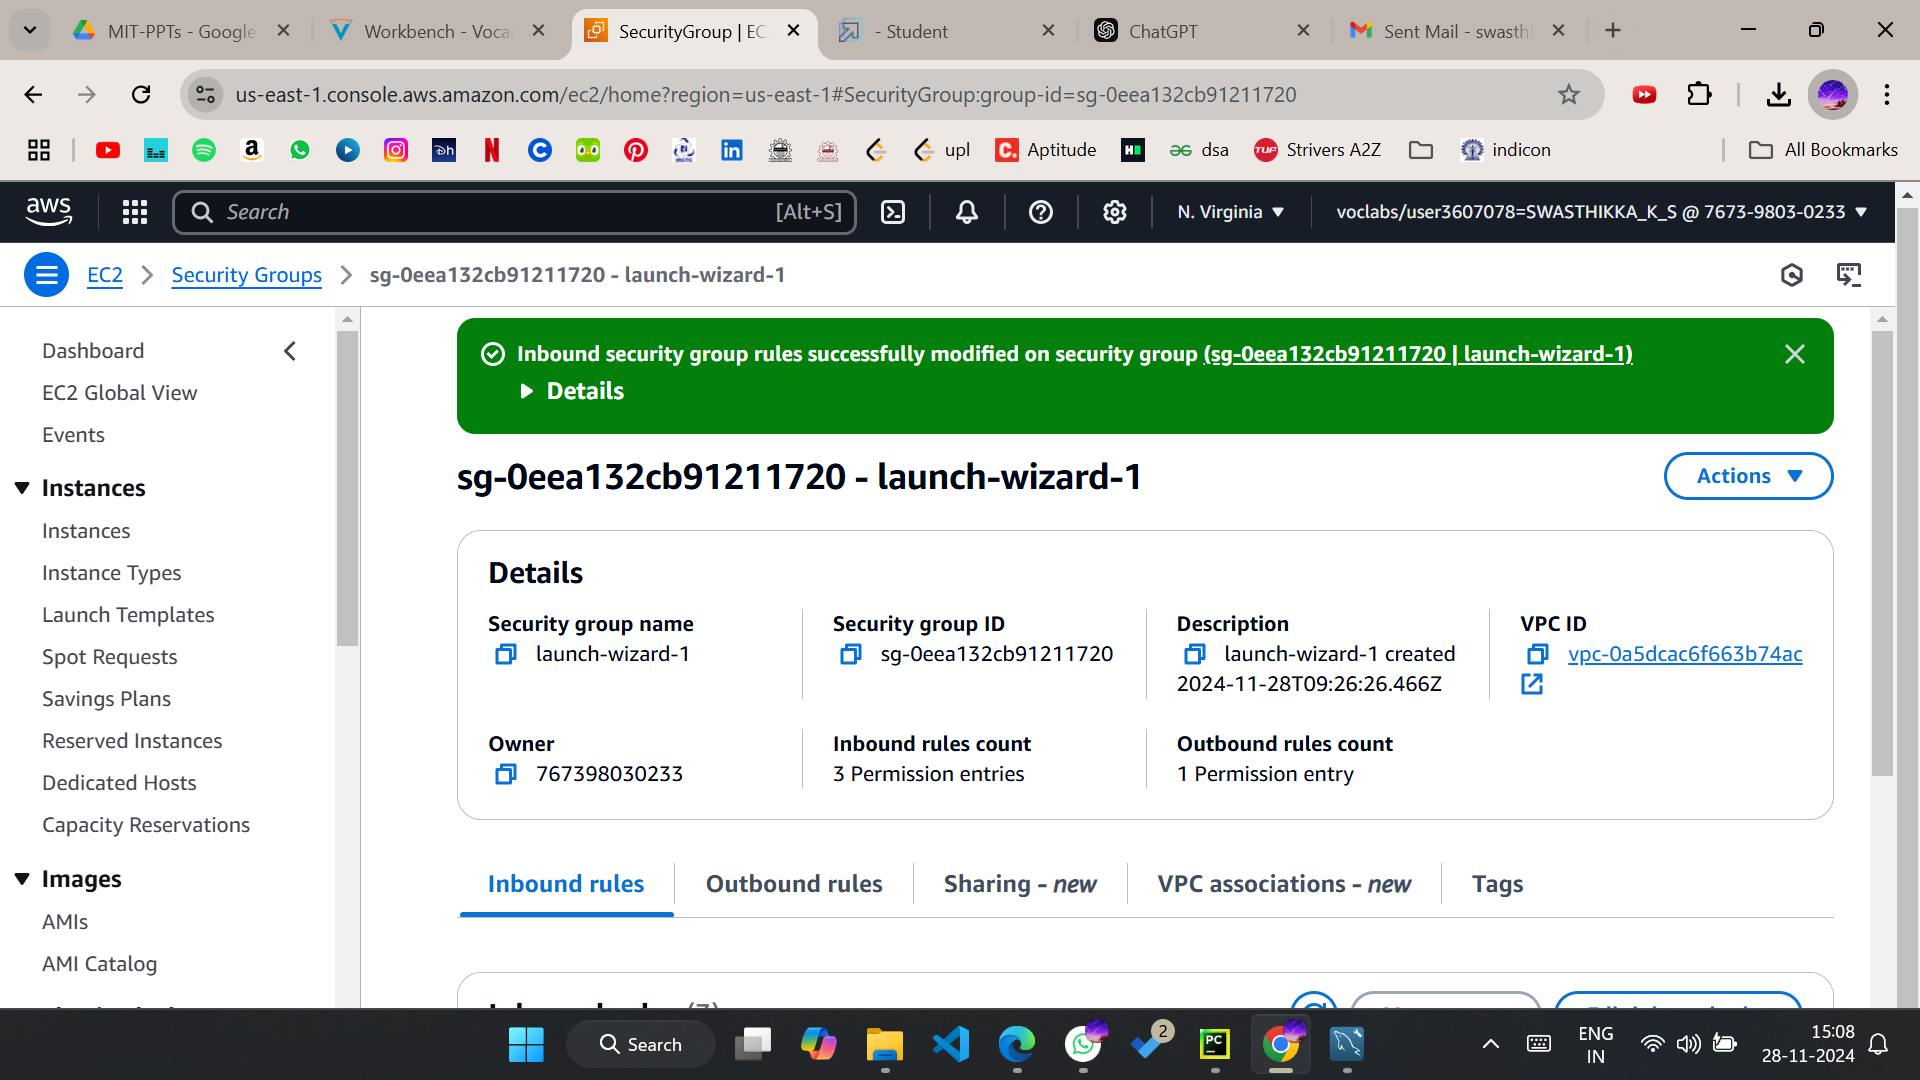 MIT-PPTs - Google
Workbench - Vocar
SecurityGroup | EC
- Student
ChatGPT
Sent Mail - swasthi
us-east-1.console.aws.amazon.com/ec2/home?region=us-east-1#SecurityGroup:group-id=sg-0eea132cb91211720
upl
Aptitude
dsa
Strivers A2Z
indicon
All Bookmarks
aws
Search
[Alt+S]
N. Virginia
voclabs/user3607078=SWASTHIKKA_K_S @ 7673-9803-0233
EC2
Security Groups
sg-0eea132cb91211720 - launch-wizard-1
Dashboard
EC2 Global View
Events
Instances
Instances
Instance Types
Launch Templates
Spot Requests
Savings Plans
Reserved Instances
Dedicated Hosts
Capacity Reservations
Images
AMIs
AMI Catalog
Inbound security group rules successfully modified on security group (sg-0eea132cb91211720 | launch-wizard-1)
Details
sg-0eea132cb91211720 - launch-wizard-1
Actions
Details
Security group name
launch-wizard-1
Security group ID
sg-0eea132cb91211720
Description
launch-wizard-1 created
2024-11-28T09:26:26.466Z
VPC ID
vpc-0a5dcac6f663b74ac
Owner
767398030233
Inbound rules count
3 Permission entries
Outbound rules count
1 Permission entry
Inbound rules
Outbound rules
Sharing - new
VPC associations - new
Tags
Search
2
ENG
IN
15:08
28-11-2024